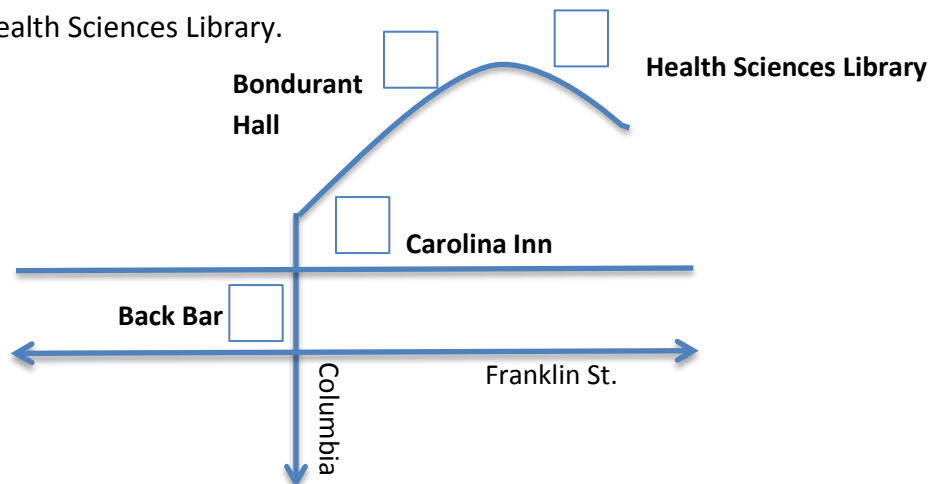 ealth Sciences Library.
Health Sciences Library
Bondurant
Hall
Carolina Inn
Back Bar
Franklin St.
Columbia